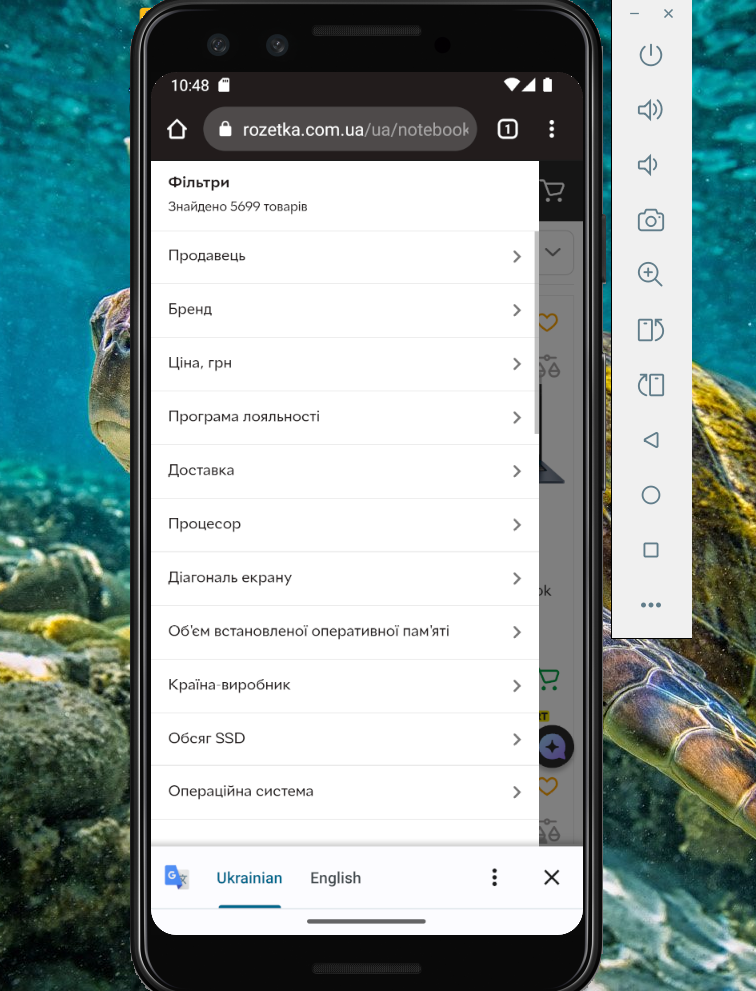 10:48
rozetka.com.ua/ua/notebook
1
Фільтри
Знайдено 5699 товарів
Продавець
Бренд
Ціна, грн
Програма лояльності
Доставка
Процесор
Діагональ екрану
Об'єм встановленої оперативної пам'яті
Країна-виробник
Обсяг SSD
Операційна система
ok
Ukrainian
English